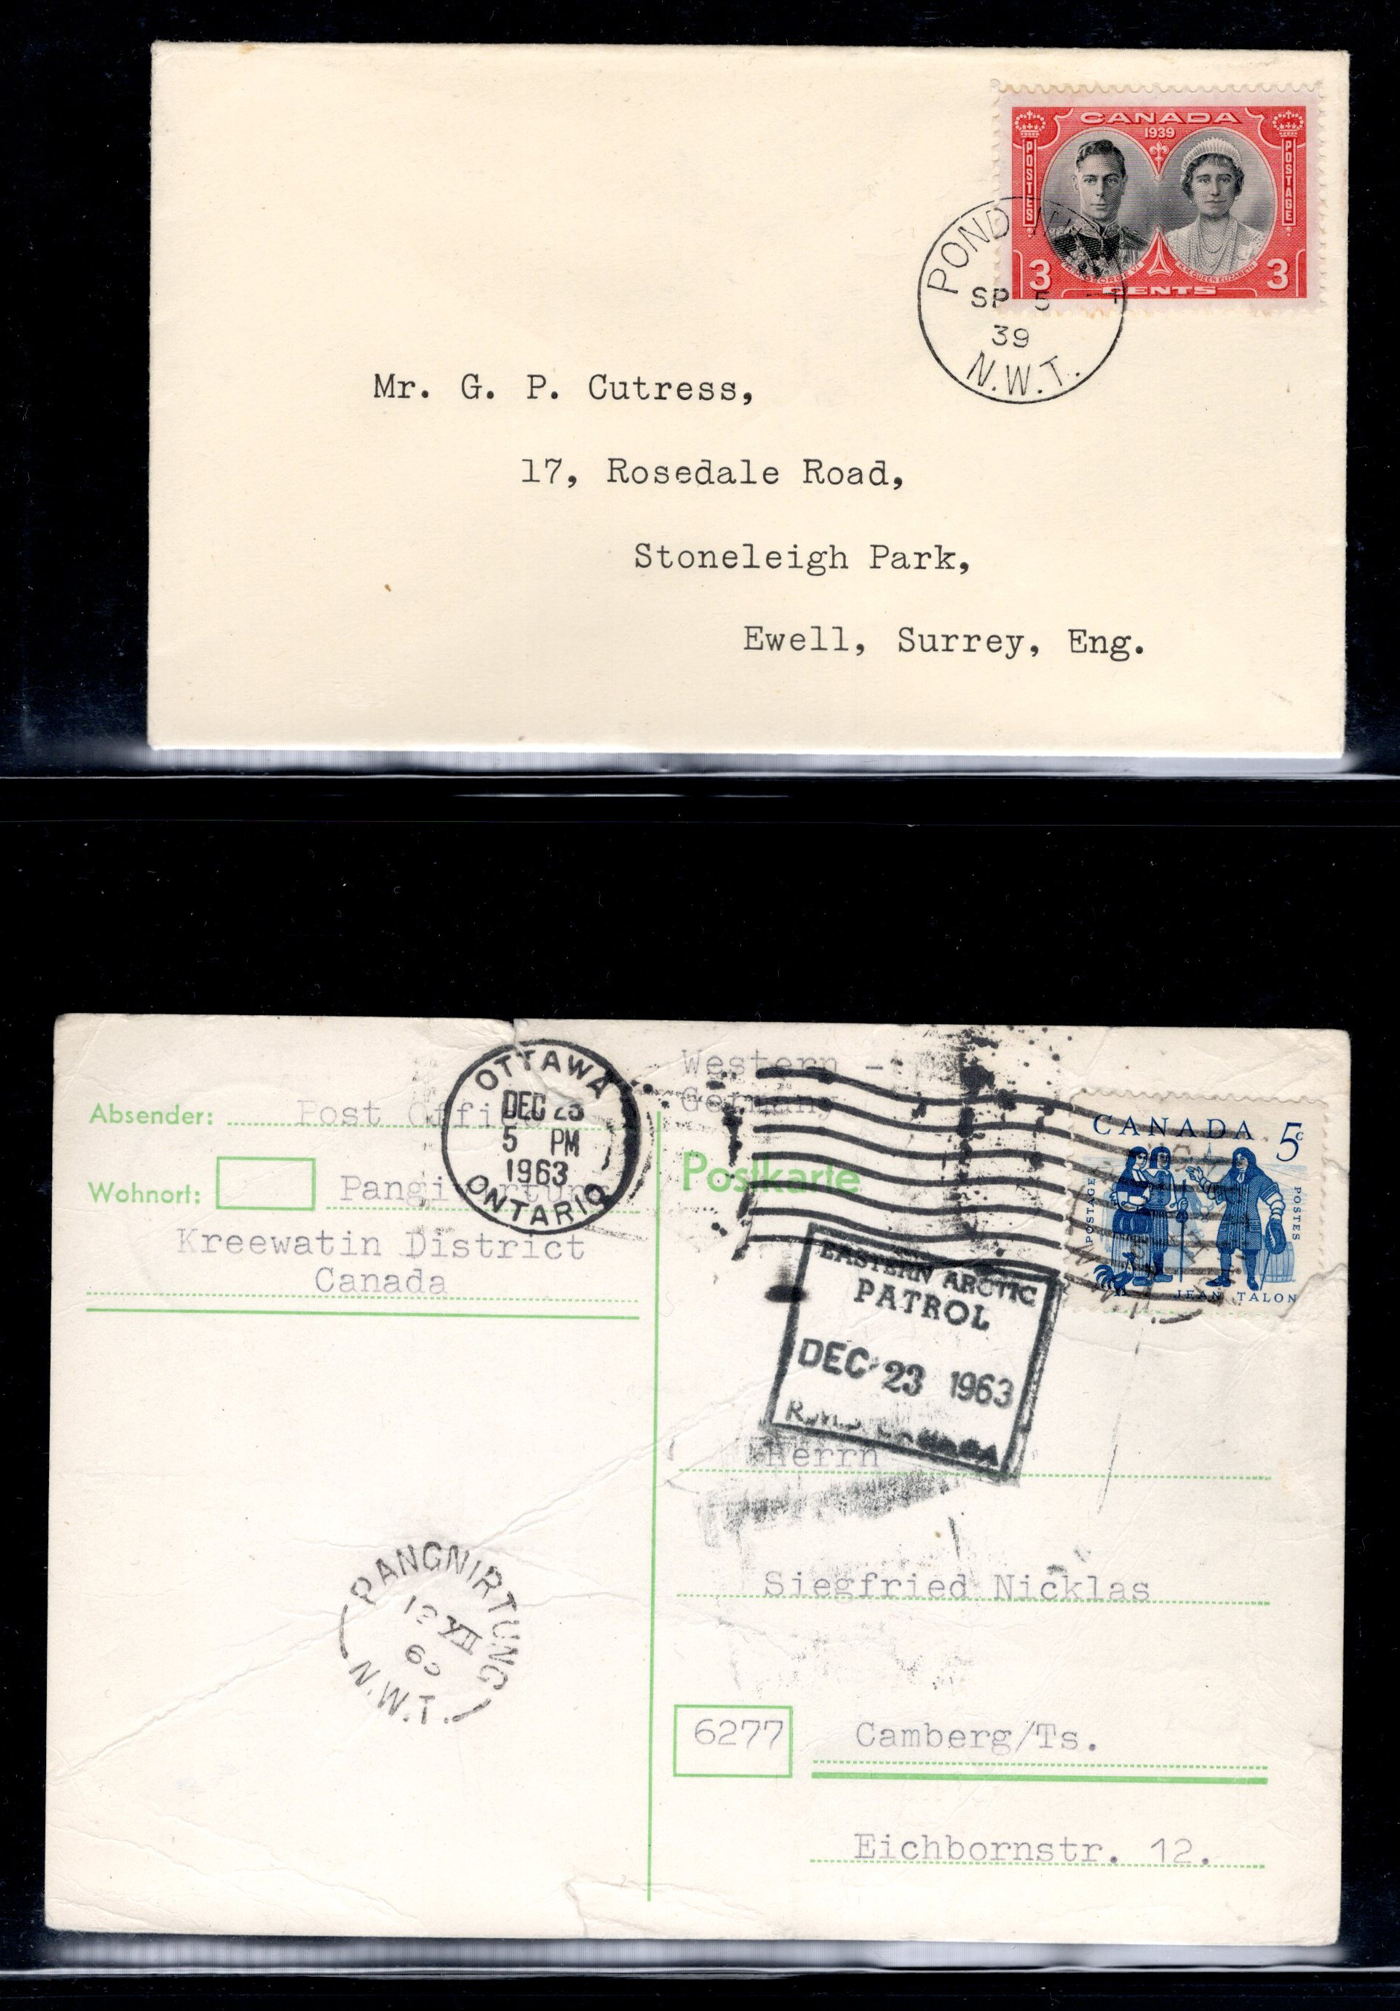 CANADA
1939
POSTES
POSTAGE
3 CENTS 3
POND
SP 5
39
N.W.T.
Mr. G. P. Cutress,
17, Rosedale Road,
Stoneleigh Park,
Ewell, Surrey, Eng.
Absender: Post Office
Wohnort:
Kreewatin District
Canada
OTTAWA
DEC 23
5 PM
1963
ONTARIO
Western -
Germany
Postkarte
CANADA 5c
POSTAGE
POSTES
JEAN TALON
EASTERN ARCTIC
PATROL
DEC 23 1963
Herrn
Siegfried Nicklas
6277 Camberg/Ts.
Eichbornstr. 12.
PANGNIRTUNG
XII
N.W.T.